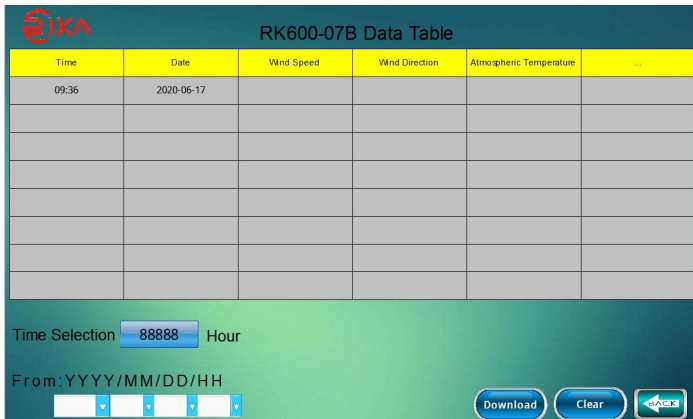 RIKA
RK600-07B Data Table
Time Date Wind Speed Wind Direction Atmospheric Temperature ...
09:36 2020-06-17
Time Selection 88888 Hour
From:YYYY/MM/DD/HH
Download Clear BACK